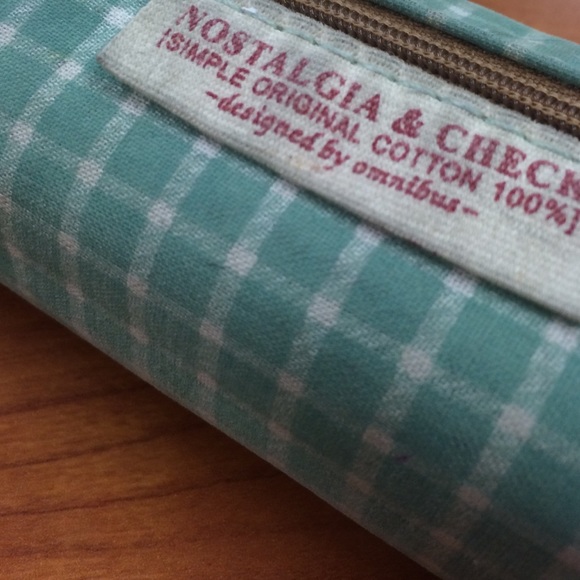 NOSTALGIA & CHECK
[SIMPLE ORIGINAL COTTON 100%]
-designed by omnibus-